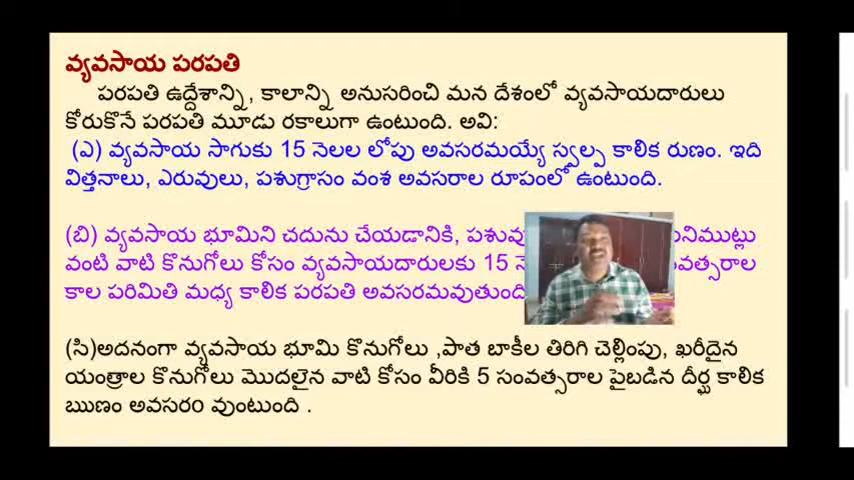 వ్యవసాయ పరపతి
పరపతి ఉద్దేశాన్ని, కాలాన్ని అనుసరించి మన దేశంలో వ్యవసాయదారులు
కోరుకొనే పరపతి మూడు రకాలుగా ఉంటుంది. అవి:
(ఎ) వ్యవసాయ సాగుకు 15 నెలల లోపు అవసరమయ్యే స్వల్ప కాలిక రుణం. ఇది
విత్తనాలు, ఎరువులు, పశుగ్రాసం వంశ అవసరాల రూపంలో ఉంటుంది.
(బి) వ్యవసాయ భూమిని చదును చేయడానికి,
వంటి వాటి కొనుగోలు కోసం వ్యవసాయదారులకు 15
కాల పరిమితి మధ్య కాలిక పరపతి అవసరమవుతుంది
(సి)అదనంగా వ్యవసాయ భూమి కొనుగోలు ,పాత బాకీల తిరిగి చెల్లింపు, ఖరీదైన
యంత్రాల కొనుగోలు మొదలైన వాటి కోసం వీరికి 5 సంవత్సరాల పైబడిన దీర్ఘ కాలిక
ఋణం అవసరం వుంటుంది .